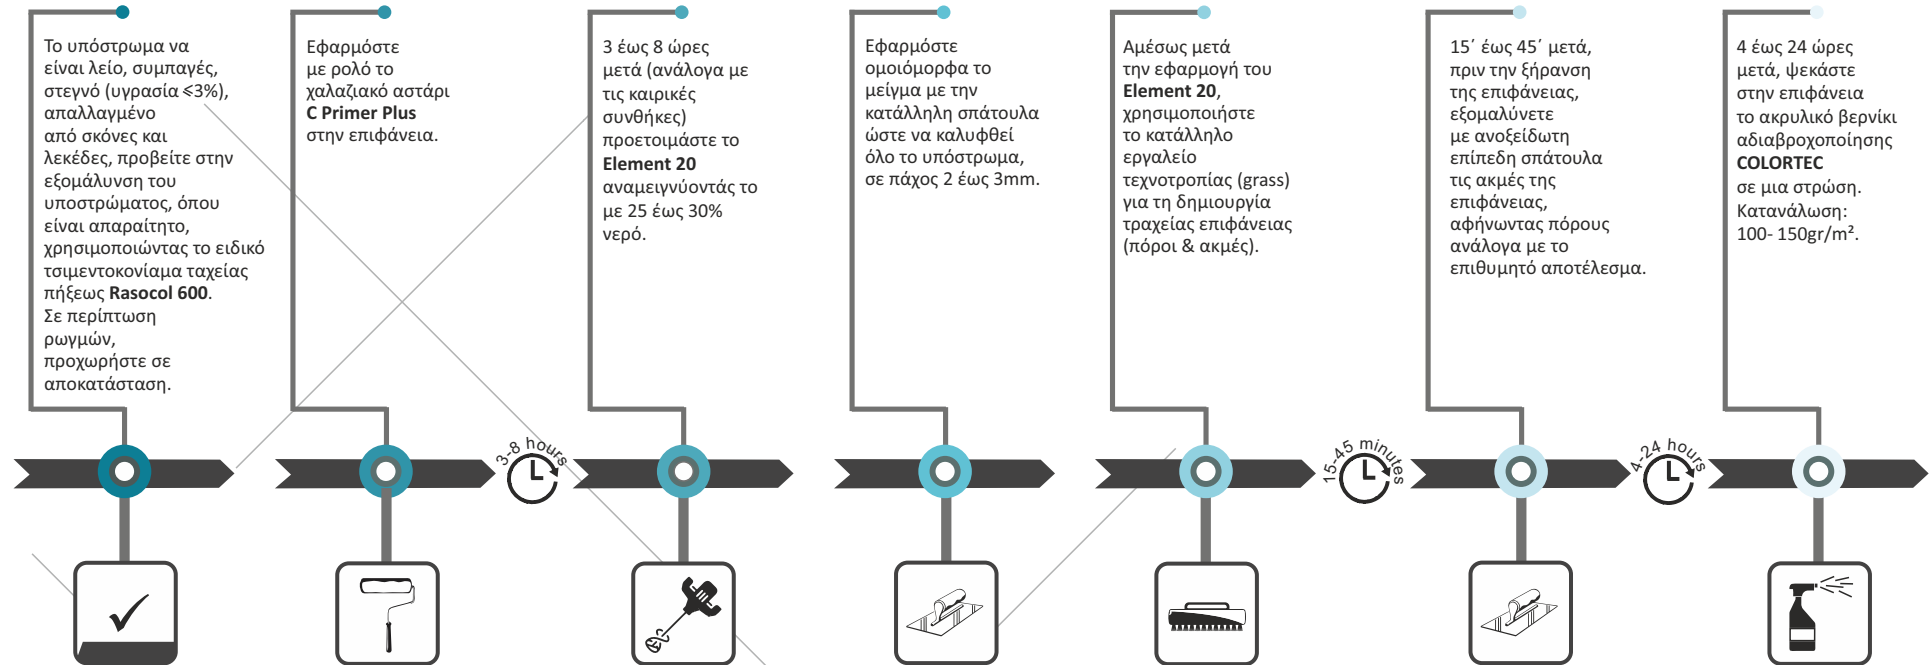 Το υπόστρωμα να
είναι λείο, συμπαγές,
στεγνό (υγρασία ≤3%),
απαλλαγμένο
από σκόνες και
λεκέδες, προβείτε στην
εξομάλυνση του
υποστρώματος, όπου
είναι απαραίτητο,
χρησιμοποιώντας το ειδικό
τσιμεντοκονίαμα ταχείας
πήξεως Rasocol 600.
Σε περίπτωση
ρωγμών,
προχωρήστε σε
αποκατάσταση.
Εφαρμόστε
με ρολό το
χαλαζιακό αστάρι
C Primer Plus
στην επιφάνεια.
3-8 hours
3 έως 8 ώρες
μετά (ανάλογα με
τις καιρικές
συνθήκες)
προετοιμάστε το
Element 20
αναμειγνύοντάς το
με 25 έως 30%
νερό.
Εφαρμόστε
ομοιόμορφα το
μείγμα με την
κατάλληλη σπάτουλα
ώστε να καλυφθεί
όλο το υπόστρωμα,
σε πάχος 2 έως 3mm.
Αμέσως μετά
την εφαρμογή του
Element 20,
χρησιμοποιήστε
το κατάλληλο
εργαλείο
τεχνοτροπίας (grass)
για τη δημιουργία
τραχείας επιφάνειας
(πόροι & ακμές).
15-45 minutes
15΄ έως 45΄ μετά,
πριν την ξήρανση
της επιφάνειας,
εξομαλύνετε
με ανοξείδωτη
επίπεδη σπάτουλα
τις ακμές της
επιφάνειας,
αφήνωντας πόρους
ανάλογα με το
επιθυμητό αποτέλεσμα.
4-24 hours
4 έως 24 ώρες
μετά, ψεκάστε
στην επιφάνεια
το ακρυλικό βερνίκι
αδιαβροχοποίησης
COLORTEC
σε μια στρώση.
Κατανάλωση:
100- 150gr/m².